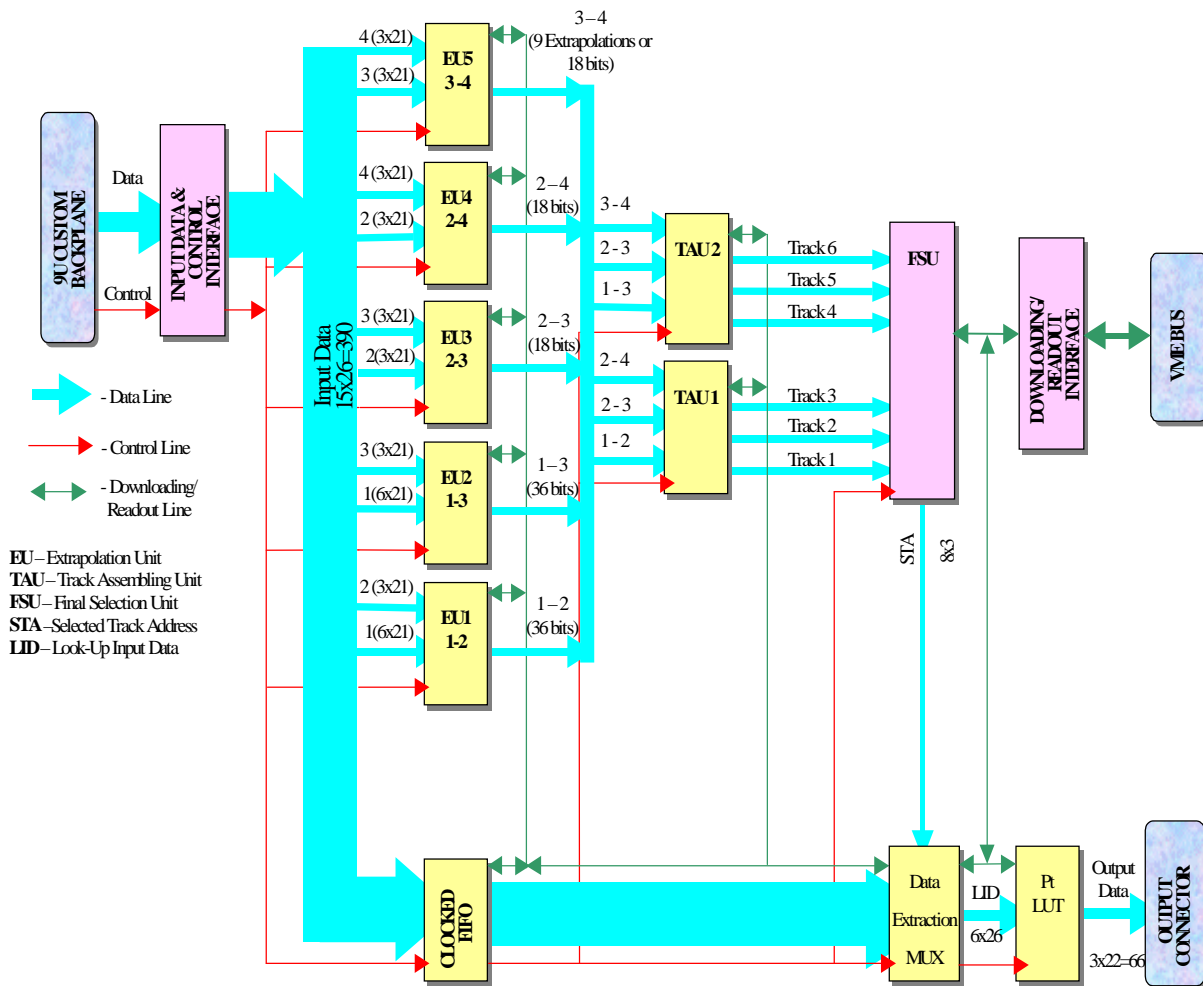 9U CUSTOM
BACKPLANE
Data
Control
INPUT DATA &
CONTROL
INTERFACE
Input Data
15x26=390
4 (3x21)
3 (3x21)
EU5
3-4
3–4
(9 Extrapolations or
18 bits)
4 (3x21)
2 (3x21)
EU4
2-4
2–4
(18 bits)
3 (3x21)
2(3x21)
EU3
2-3
2–3
(18 bits)
3 (3x21)
1(6x21)
EU2
1-3
1–3
(36 bits)
2 (3x21)
1(6x21)
EU1
1-2
1–2
(36 bits)
3-4
2-3
1-3
TAU2
2-4
2-3
1-2
TAU1
Track 6
Track 5
Track 4
Track 3
Track 2
Track 1
FSU
DOWNLOADING/
READOUT
INTERFACE
VME BUS
- Data Line
- Control Line
- Downloading/
Readout Line
EU – Extrapolation Unit
TAU – Track Assembling Unit
FSU – Final Selection Unit
STA –Selected Track Address
LID – Look-Up Input Data
STA
8x3
CLOCKED
FIFO
Data
Extraction
MUX
LID
6x26
Pt
LUT
Output
Data
3x22=66
OUTPUT
CONNECTOR